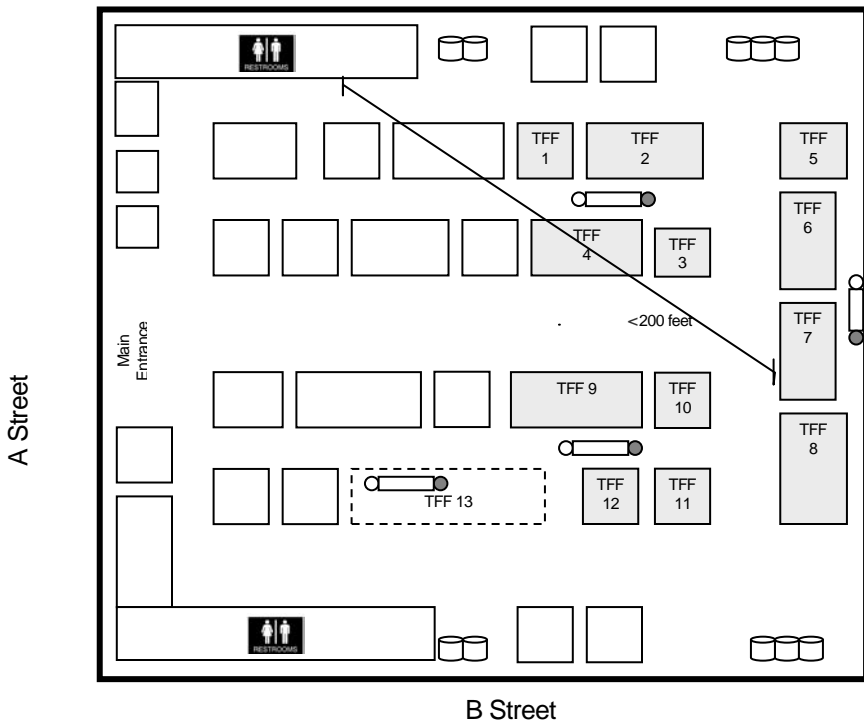 RESTROOMS
TFF
1
TFF
2
TFF
5
TFF
6
TFF
4
TFF
3
Main
Entrance
<200 feet
TFF
7
A Street
TFF 9
TFF
10
TFF
8
TFF 13
TFF
12
TFF
11
RESTROOMS
B Street